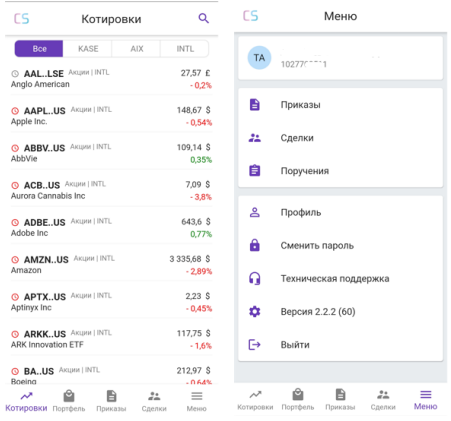 CS
Котировки
Все
KASE
AIX
INTL
AAL..LSE Акции | INTL 27,57 £
Anglo American - 0,2%
AAPL..US Акции | INTL 148,67 $
Apple Inc. - 0,54%
ABBV..US Акции | INTL 109,14 $
AbbVie 0,35%
ACB..US Акции | INTL 7,09 $
Aurora Cannabis Inc - 3,8%
ADBE..US Акции | INTL 643,6 $
Adobe Inc 0,77%
AMZN..US Акции | INTL 3 335,68 $
Amazon - 2,89%
APTX..US Акции | INTL 2,23 $
Aptinyx Inc - 0,45%
ARKK..US Акции | INTL 117,75 $
ARK Innovation ETF - 1,6%
BA..US Акции | INTL 212,97 $
Boeing - 0,64%
Котировки
Портфель
Приказы
Сделки
Меню
CS
Меню
TA
Приказы
Сделки
Поручения
Профиль
Сменить пароль
Техническая поддержка
Версия 2.2.2 (60)
Выйти
Котировки
Портфель
Приказы
Сделки
Меню